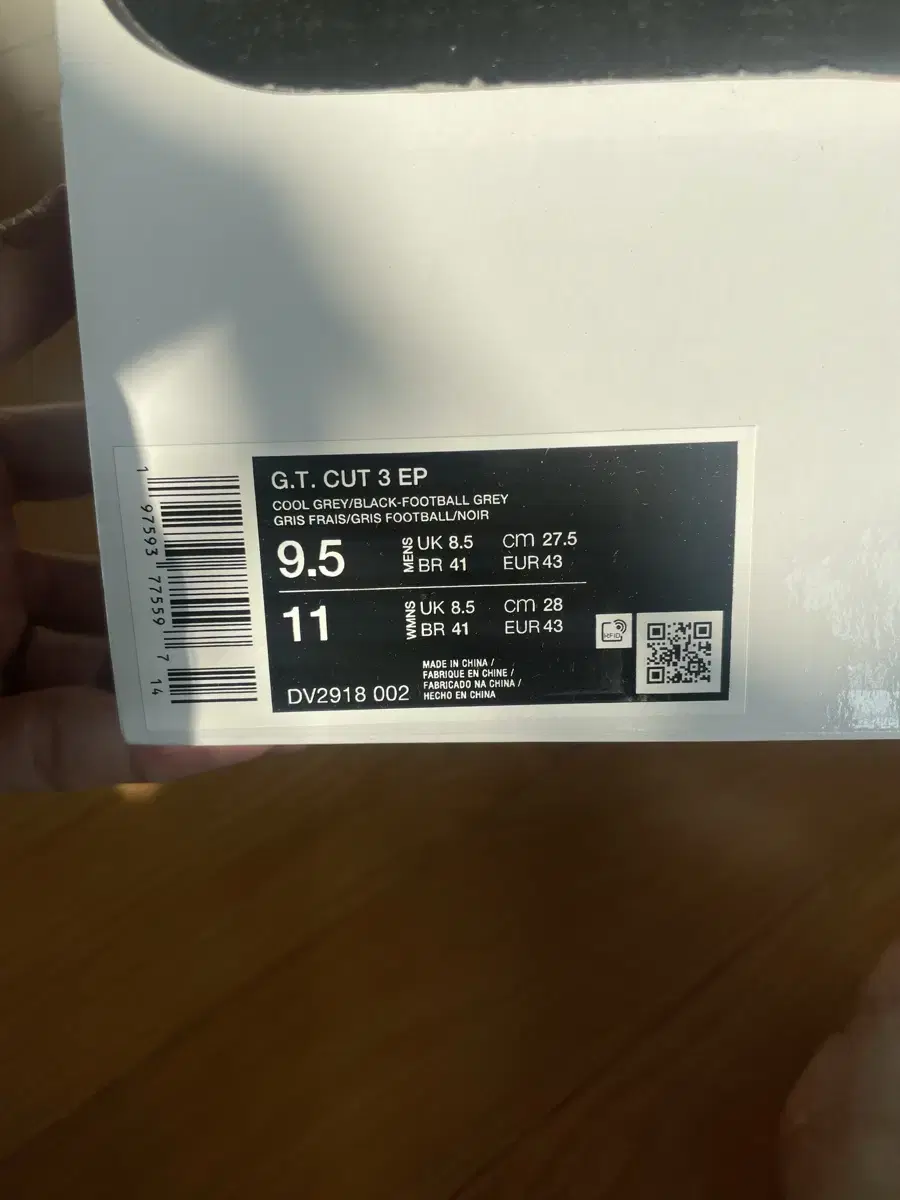 G.T. CUT 3 EP
COOL GREY/BLACK-FOOTBALL GREY
GRIS FRAIS/GRIS FOOTBALL/NOIR
9.5 MENS UK 8.5 cm 27.5
BR 41 EUR 43
11 WMNS UK 8.5 cm 28
BR 41 EUR 43
RFID
MADE IN CHINA /
FABRIQUE EN CHINE /
FABRICADO NA CHINA /
HECHO EN CHINA
DV2918 002
1 97593 77559 7 14